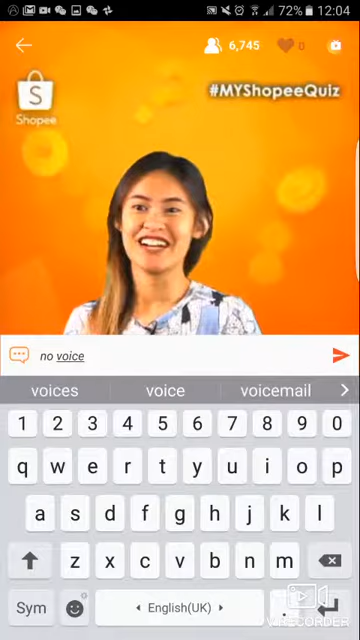 72% 12:04
6,745
0
#MYShopeeQuiz
S
Shopee
no voice
voices voice voicemail
1 2 3 4 5 6 7 8 9 0
q w e r t y u i o p
a s d f g h j k l
z x c v b n m
Sym English(UK) .
VIZRECORDER